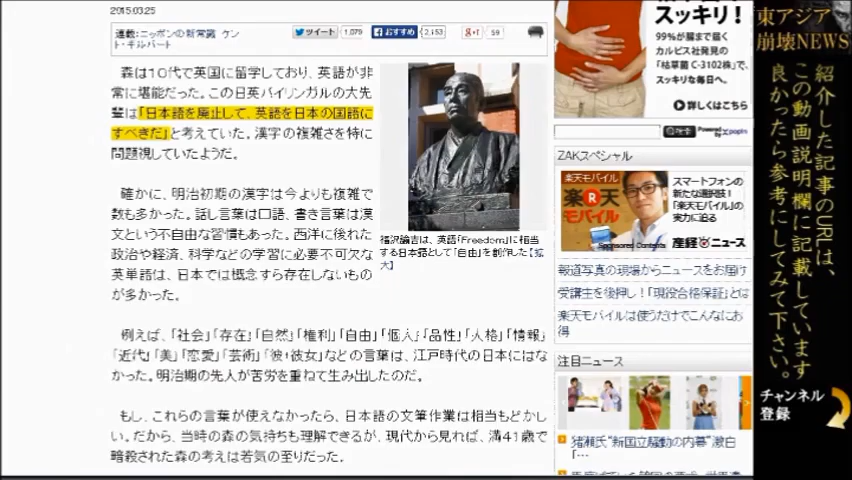 2015.03.25
連載:ニッポンの新常識 ケン
ト・ギルバート
ツイート
1,079
おすすめ
2,153
g+1
59
森は10代で英国に留学しており、英語が非
常に堪能だった。この日英バイリンガルの大先
輩は「日本語を廃止して、英語を日本の国語に
すべきだ」と考えていた。漢字の複雑さを特に
問題視していたようだ。
確かに、明治初期の漢字は今よりも複雑で
数も多かった。話し言葉は口語、書き言葉は漢
文という不自由な習慣もあった。西洋に後れた
政治や経済、科学などの学習に必要不可欠な
英単語は、日本では概念すら存在しないもの
が多かった。
福沢諭吉は、英語「Freedom」に相当
する日本語として「自由」を創作した【拡
大】
例えば、「社会」「存在」「自然」「権利」「自由」「個人」「品性」「人格」「情報」
「近代」「美」「恋愛」「芸術」「彼・彼女」などの言葉は、江戸時代の日本にはな
かった。明治期の先人が苦労を重ねて生み出したのだ。
もし、これらの言葉が使えなかったら、日本語の文筆作業は相当もどかし
い。だから、当時の森の気持ちも理解できるが、現代から見れば、満41歳で
暗殺された森の考えは若気の至りだった。
スッキリ!
99%が腸まで届く
カルピス社発見の
「枯草菌 C-3102株」で、
スッキリな毎日へ。
詳しくはこちら
検索
Powered by popin
ZAKスペシャル
楽天モバイル
楽R天
モバイル
スマートフォンの
新たな選択肢!
「楽天モバイル」の
実力に迫る
Sponsored Contents
産経ニュース
報道写真の現場からニュースをお届け
受講生を後押し!「現役合格保証」とは
楽天モバイルは使うだけでこんなにお
得
注目ニュース
猪瀬氏“新国立騒動の内幕”激白
「…
東アジア
崩壊NEWS
紹介した記事のURLは、
この動画説明欄に記載しています
良かったら参考にしてみて下さい。
チャンネル
登録